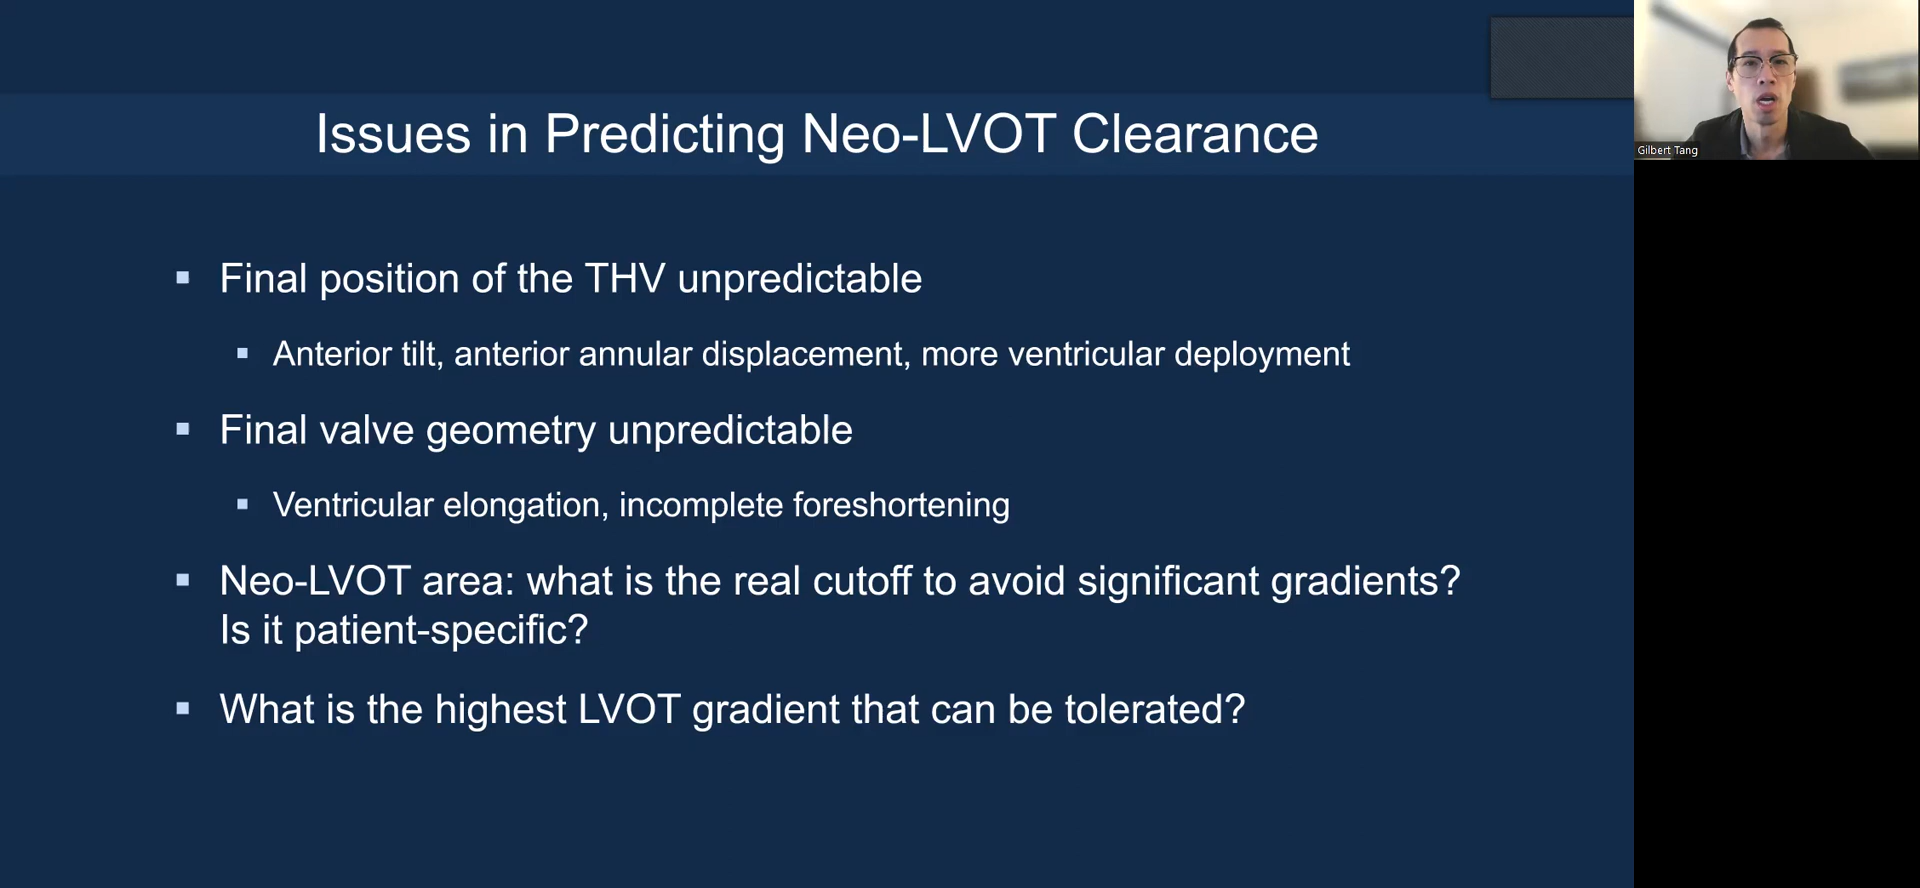 Issues in Predicting Neo-LVOT Clearance
Gilbert Tang
Final position of the THV unpredictable
Anterior tilt, anterior annular displacement, more ventricular deployment
Final valve geometry unpredictable
Ventricular elongation, incomplete foreshortening
Neo-LVOT area: what is the real cutoff to avoid significant gradients?
Is it patient-specific?
What is the highest LVOT gradient that can be tolerated?